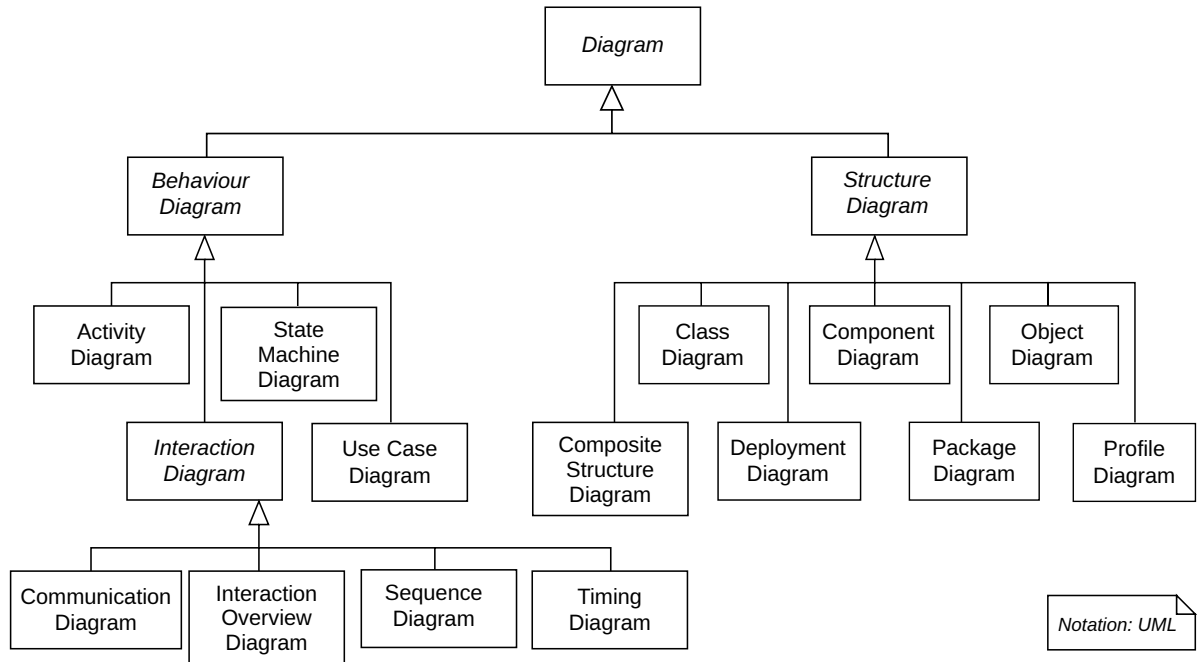 Diagram
Behaviour
Diagram
Structure
Diagram
Activity
Diagram
State
Machine
Diagram
Class
Diagram
Component
Diagram
Object
Diagram
Interaction
Diagram
Use Case
Diagram
Composite
Structure
Diagram
Deployment
Diagram
Package
Diagram
Profile
Diagram
Communication
Diagram
Interaction
Overview
Diagram
Sequence
Diagram
Timing
Diagram
Notation: UML